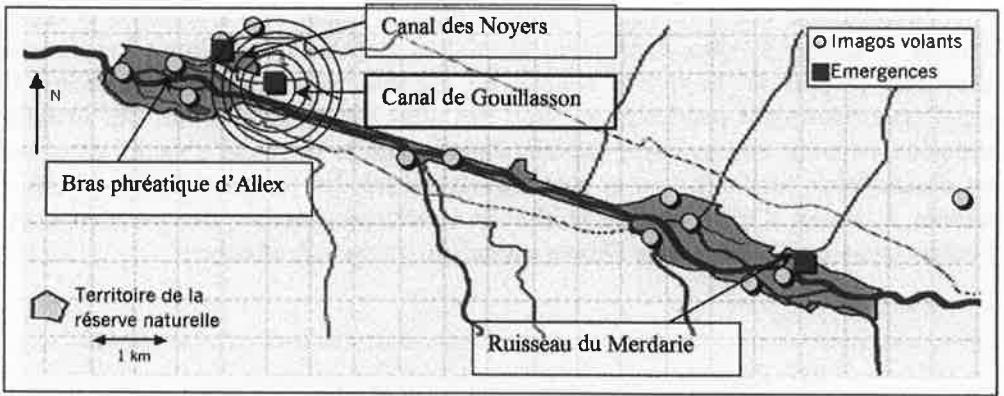 Canal des Noyers
Imagos volants
Emergences
N
Canal de Gouillasson
Bras phréatique d'Allex
Territoire de la
réserve naturelle
1 km
Ruisseau du Merdarie